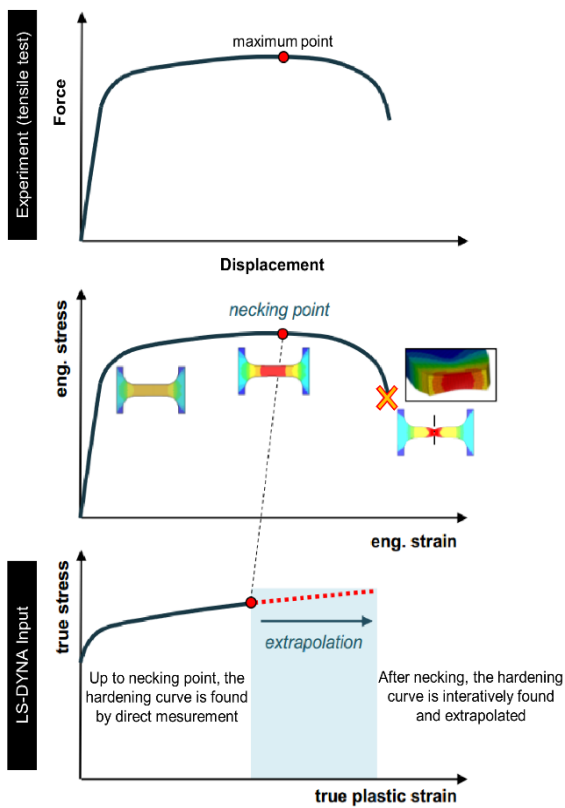 Experiment (tensile test)
Force
maximum point
Displacement
eng. stress
necking point
eng. strain
LS-DYNA Input
true stress
extrapolation
Up to necking point, the
hardening curve is found
by direct mesurement
After necking, the hardening
curve is interatively found
and extrapolated
true plastic strain